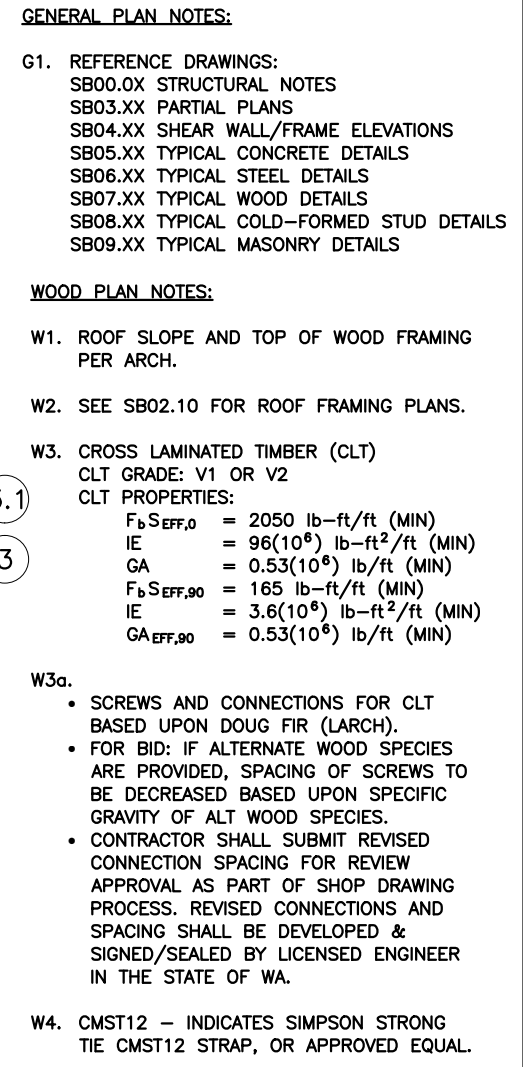 GENERAL PLAN NOTES:
G1. REFERENCE DRAWINGS:
SB00.0X STRUCTURAL NOTES
SB03.XX PARTIAL PLANS
SB04.XX SHEAR WALL/FRAME ELEVATIONS
SB05.XX TYPICAL CONCRETE DETAILS
SB06.XX TYPICAL STEEL DETAILS
SB07.XX TYPICAL WOOD DETAILS
SB08.XX TYPICAL COLD-FORMED STUD DETAILS
SB09.XX TYPICAL MASONRY DETAILS
WOOD PLAN NOTES:
W1. ROOF SLOPE AND TOP OF WOOD FRAMING
PER ARCH.
W2. SEE SB02.10 FOR ROOF FRAMING PLANS.
W3. CROSS LAMINATED TIMBER (CLT)
CLT GRADE: V1 OR V2
.1 CLT PROPERTIES:
FbSEFF,0 = 2050 lb-ft/ft (MIN)
IE = 96(10⁶) lb-ft²/ft (MIN)
3
GA = 0.53(10⁶) lb/ft (MIN)
FbSEFF,90 = 165 lb-ft/ft (MIN)
IE = 3.6(10⁶) lb-ft²/ft (MIN)
GAEFF,90 = 0.53(10⁶) lb/ft (MIN)
W3a.
• SCREWS AND CONNECTIONS FOR CLT
BASED UPON DOUG FIR (LARCH).
• FOR BID: IF ALTERNATE WOOD SPECIES
ARE PROVIDED, SPACING OF SCREWS TO
BE DECREASED BASED UPON SPECIFIC
GRAVITY OF ALT WOOD SPECIES.
• CONTRACTOR SHALL SUBMIT REVISED
CONNECTION SPACING FOR REVIEW
APPROVAL AS PART OF SHOP DRAWING
PROCESS. REVISED CONNECTIONS AND
SPACING SHALL BE DEVELOPED &
SIGNED/SEALED BY LICENSED ENGINEER
IN THE STATE OF WA.
W4. CMST12 – INDICATES SIMPSON STRONG
TIE CMST12 STRAP, OR APPROVED EQUAL.